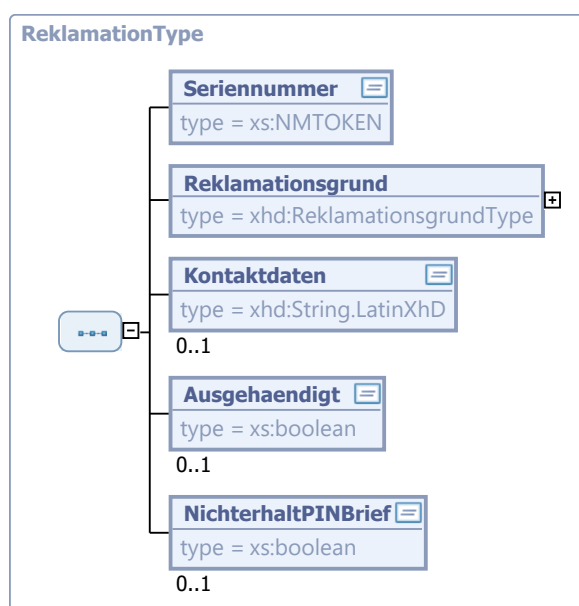 ReklamationType
Seriennummer
type = xs:NMTOKEN
Reklamationsgrund
type = xhd:ReklamationsgrundType
Kontaktdaten
type = xhd:String.LatinXhD
0..1
Ausgehaendigt
type = xs:boolean
0..1
NichterhaltPINBrief
type = xs:boolean
0..1